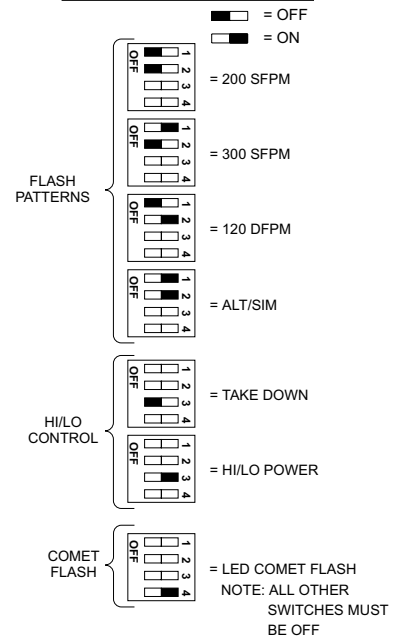 = OFF
= ON
OFF 1 2 3 4
= 200 SFPM
OFF 1 2 3 4
= 300 SFPM
FLASH
PATTERNS
OFF 1 2 3 4
= 120 DFPM
OFF 1 2 3 4
= ALT/SIM
OFF 1 2 3 4
= TAKE DOWN
HI/LO
CONTROL
OFF 1 2 3 4
= HI/LO POWER
COMET
FLASH
OFF 1 2 3 4
= LED COMET FLASH
NOTE: ALL OTHER
SWITCHES MUST
BE OFF